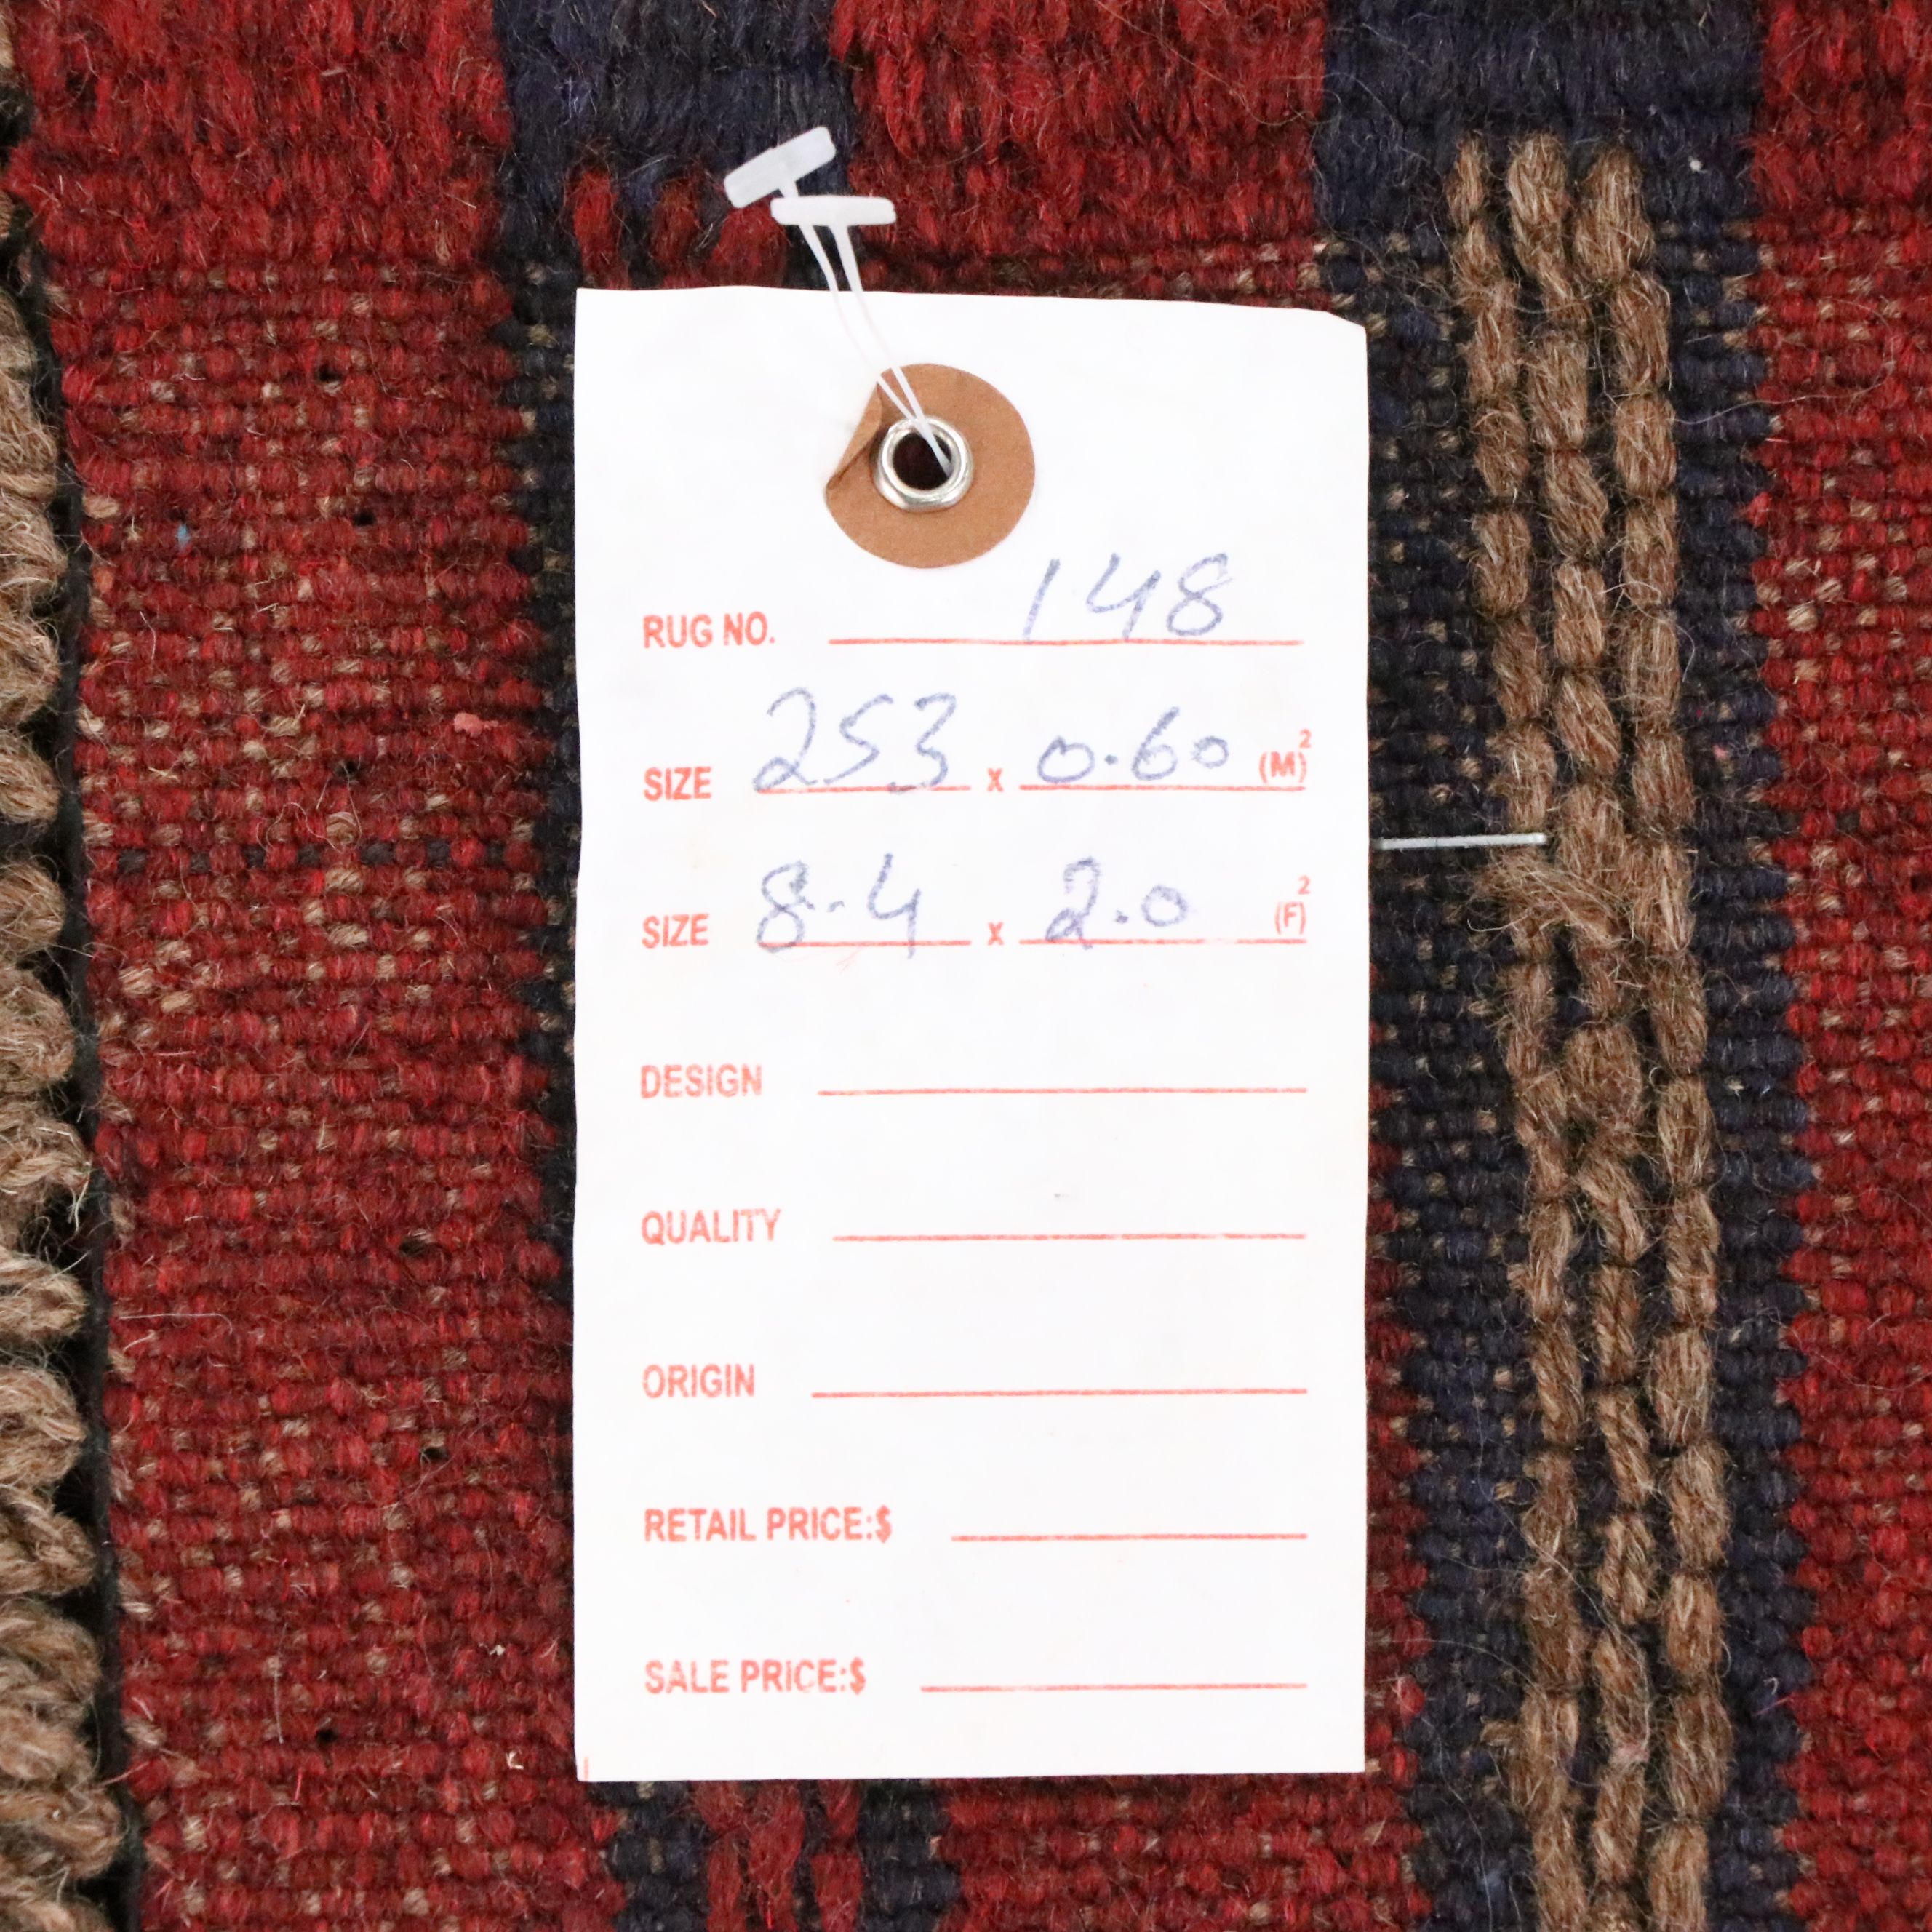 RUG NO. 148
SIZE 253 x 0.60 (M)²
SIZE 8.4 x 2.0 (F)²
DESIGN
QUALITY
ORIGIN
RETAIL PRICE:$
SALE PRICE:$